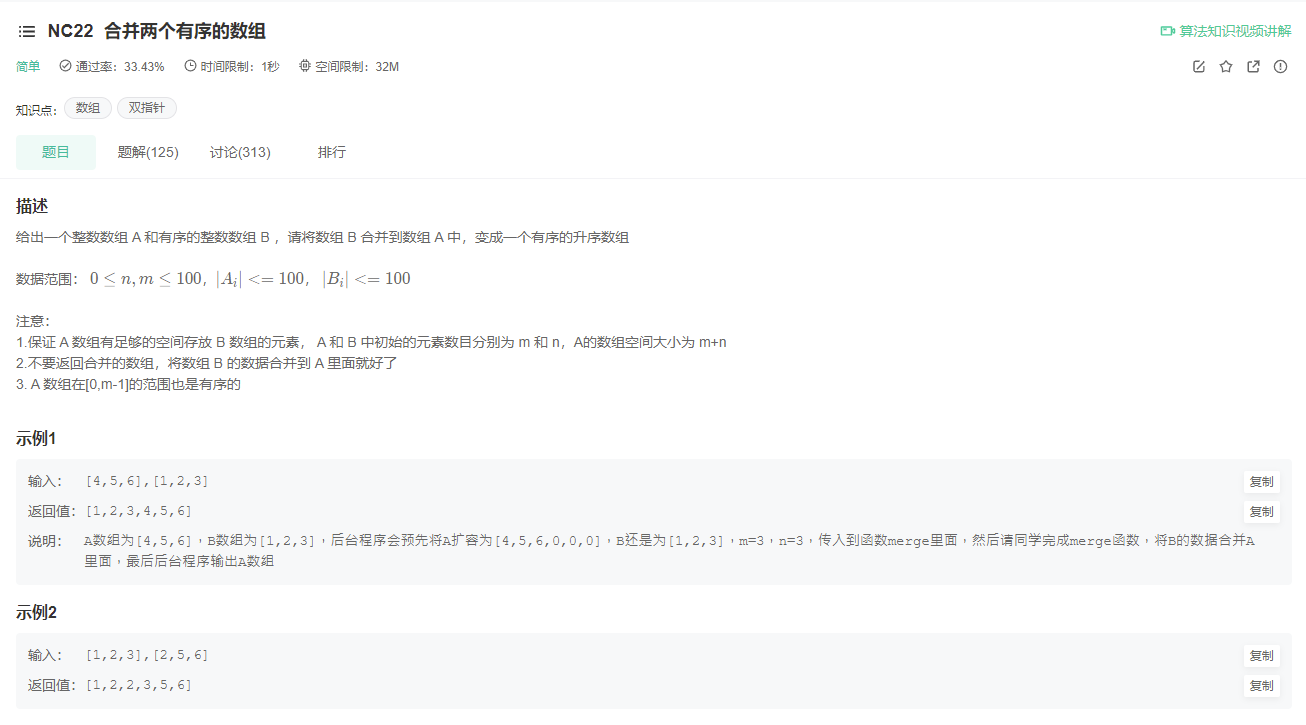 NC22 合并两个有序的数组
算法知识视频讲解
简单 通过率：33.43% 时间限制：1秒 空间限制：32M
知识点： 数组 双指针
题目 题解(125) 讨论(313) 排行
描述
给出一个整数数组 A 和有序的整数数组 B ，请将数组 B 合并到数组 A 中，变成一个有序的升序数组
数据范围： 0 ≤ n, m ≤ 100，|A_i| <= 100， |B_i| <= 100
注意：
1.保证 A 数组有足够的空间存放 B 数组的元素， A 和 B 中初始的元素数目分别为 m 和 n，A的数组空间大小为 m+n
2.不要返回合并的数组，将数组 B 的数据合并到 A 里面就好了
3. A 数组在[0,m-1]的范围也是有序的
示例1
输入： [4,5,6],[1,2,3] 复制
返回值： [1,2,3,4,5,6] 复制
说明： A数组为[4,5,6]，B数组为[1,2,3]，后台程序会预先将A扩容为[4,5,6,0,0,0]，B还是为[1,2,3]，m=3，n=3，传入到函数merge里面，然后请同学完成merge函数，将B的数据合并A
里面，最后后台程序输出A数组
示例2
输入： [1,2,3],[2,5,6] 复制
返回值： [1,2,2,3,5,6] 复制